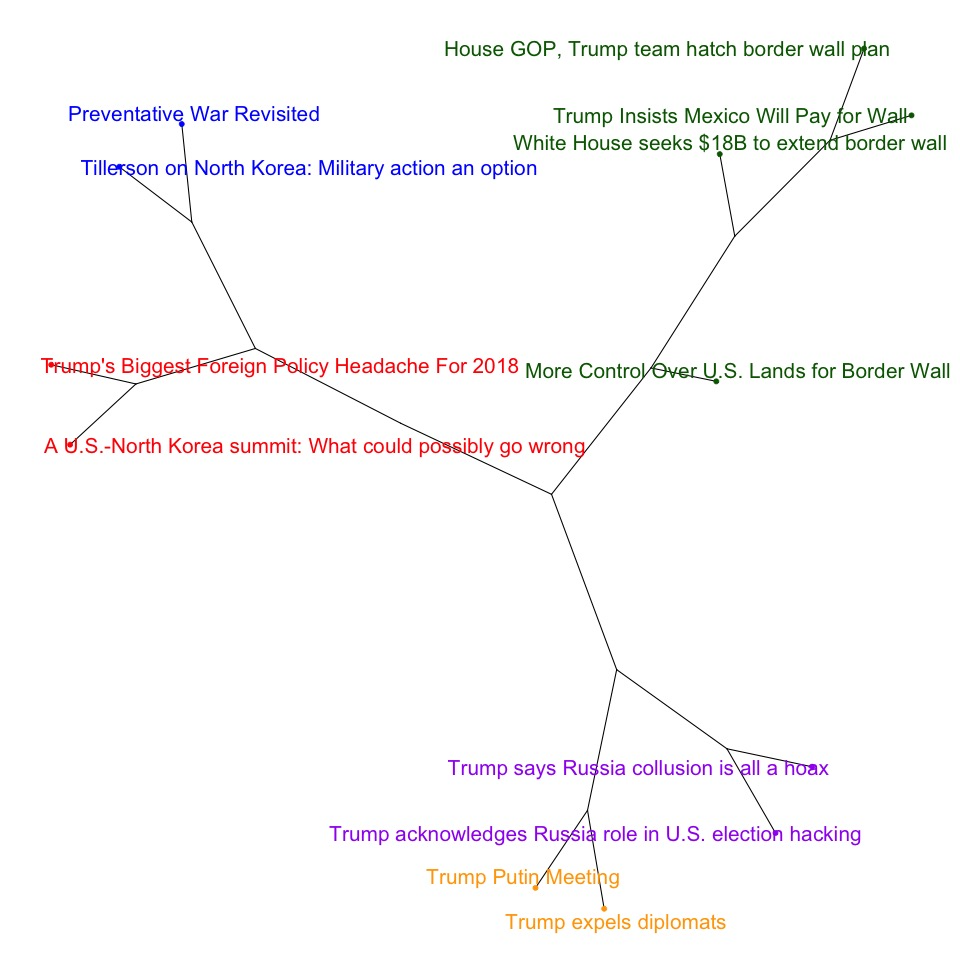 House GOP, Trump team hatch border wall plan
Preventative War Revisited
Trump Insists Mexico Will Pay for Wall
White House seeks $18B to extend border wall
Tillerson on North Korea: Military action an option
Trump's Biggest Foreign Policy Headache For 2018
More Control Over U.S. Lands for Border Wall
A U.S.-North Korea summit: What could possibly go wrong
Trump says Russia collusion is all a hoax
Trump acknowledges Russia role in U.S. election hacking
Trump Putin Meeting
Trump expels diplomats